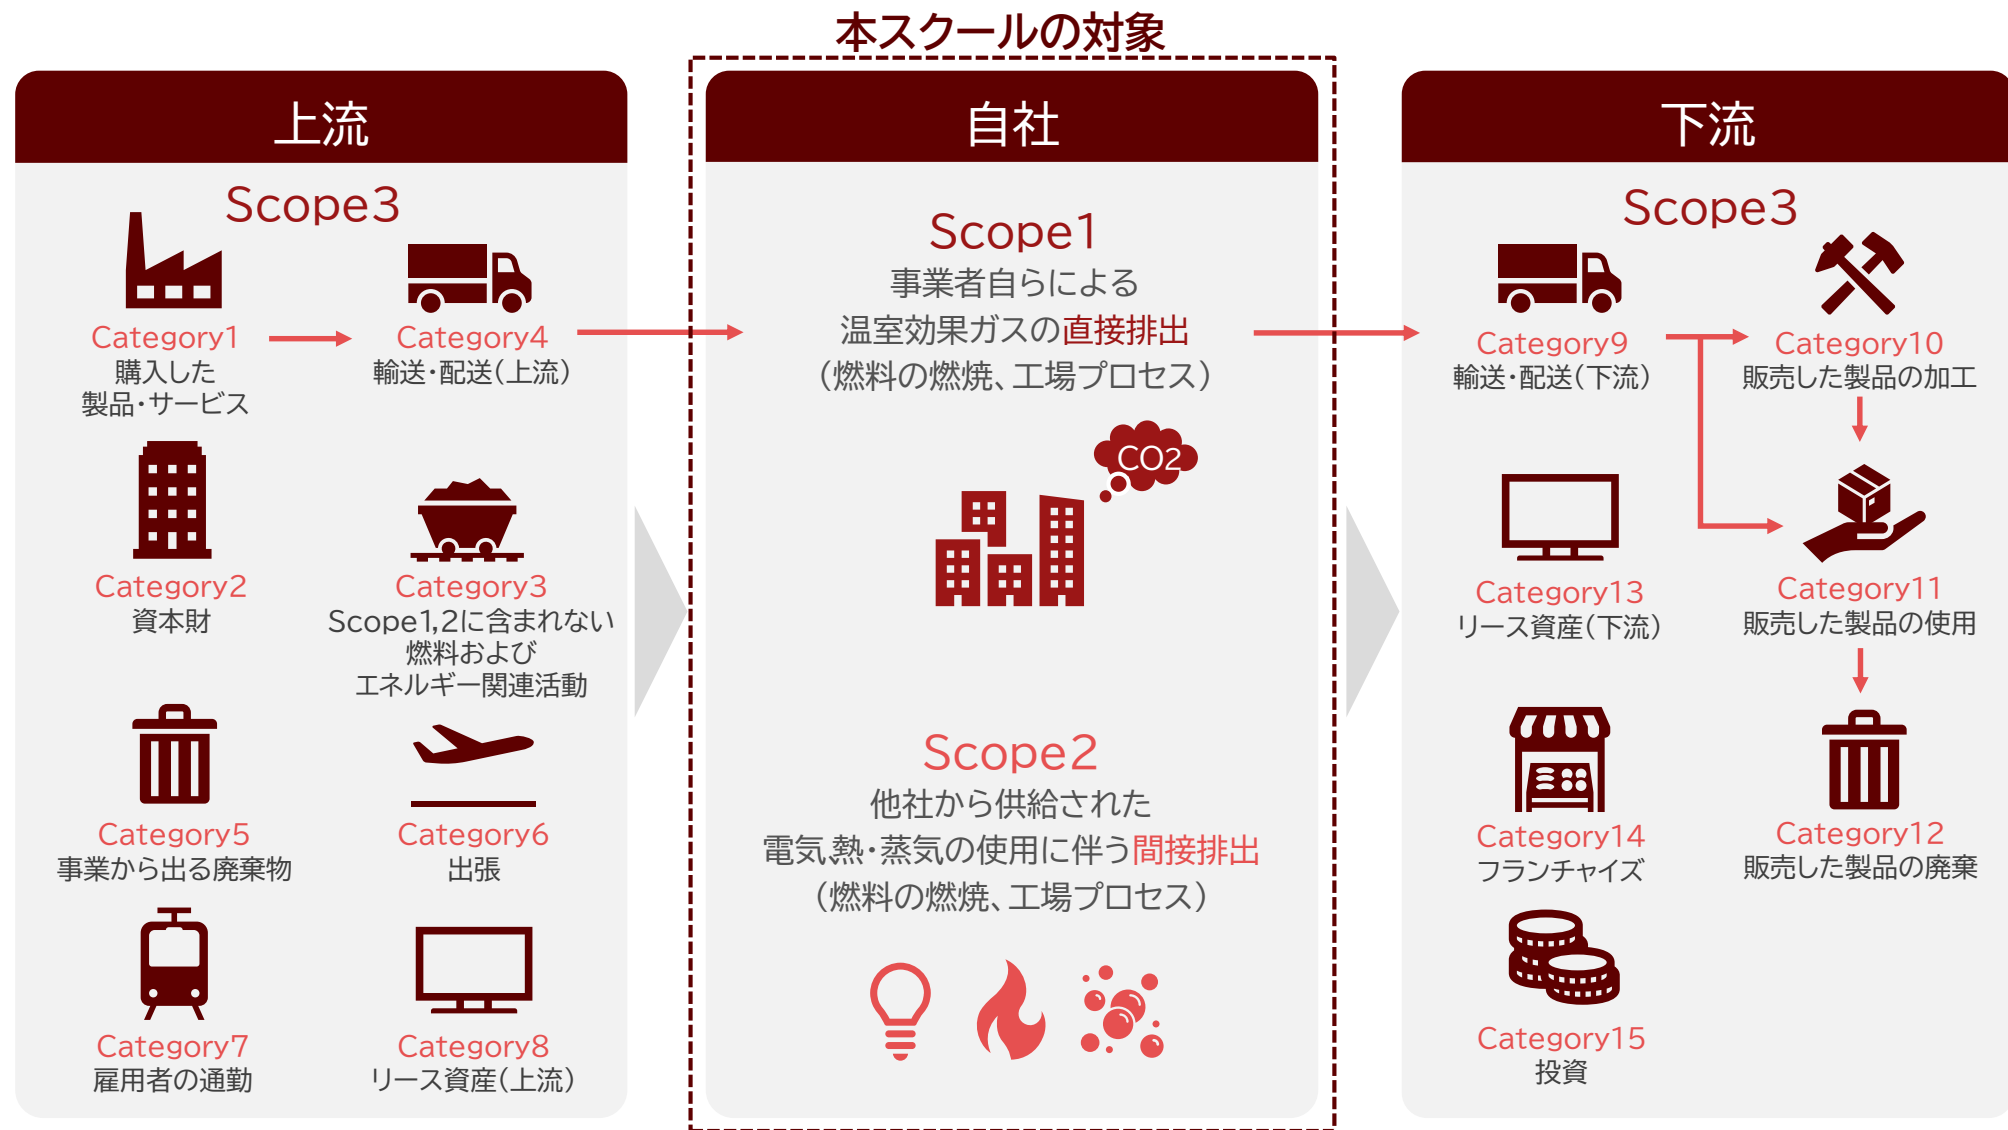 本スクールの対象
上流
Scope3
Category1
購入した
製品・サービス
Category4
輸送・配送(上流)
Category2
資本財
Category3
Scope1,2に含まれない
燃料および
エネルギー関連活動
Category5
事業から出る廃棄物
Category6
出張
Category7
雇用者の通勤
Category8
リース資産(上流)
自社
Scope1
事業者自らによる
温室効果ガスの直接排出
(燃料の燃焼、工場プロセス)
CO2
Scope2
他社から供給された
電気、熱・蒸気の使用に伴う間接排出
(燃料の燃焼、工場プロセス)
下流
Scope3
Category9
輸送・配送(下流)
Category10
販売した製品の加工
Category13
リース資産(下流)
Category11
販売した製品の使用
Category14
フランチャイズ
Category12
販売した製品の廃棄
Category15
投資